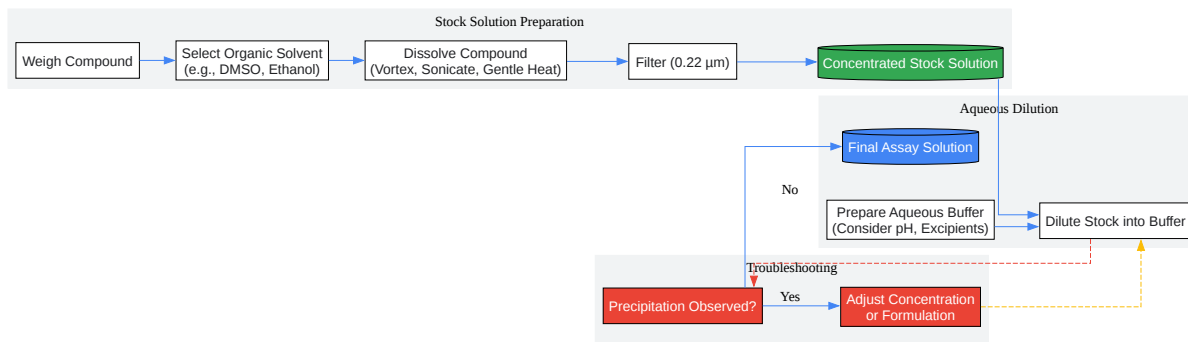 Stock Solution Preparation
Weigh Compound
Select Organic Solvent
(e.g., DMSO, Ethanol)
Dissolve Compound
(Vortex, Sonicate, Gentle Heat)
Filter (0.22 µm)
Concentrated Stock Solution
Aqueous Dilution
Final Assay Solution
No
Prepare Aqueous Buffer
(Consider pH, Excipients)
Dilute Stock into Buffer
Troubleshooting
Precipitation Observed?
Yes
Adjust Concentration
or Formulation